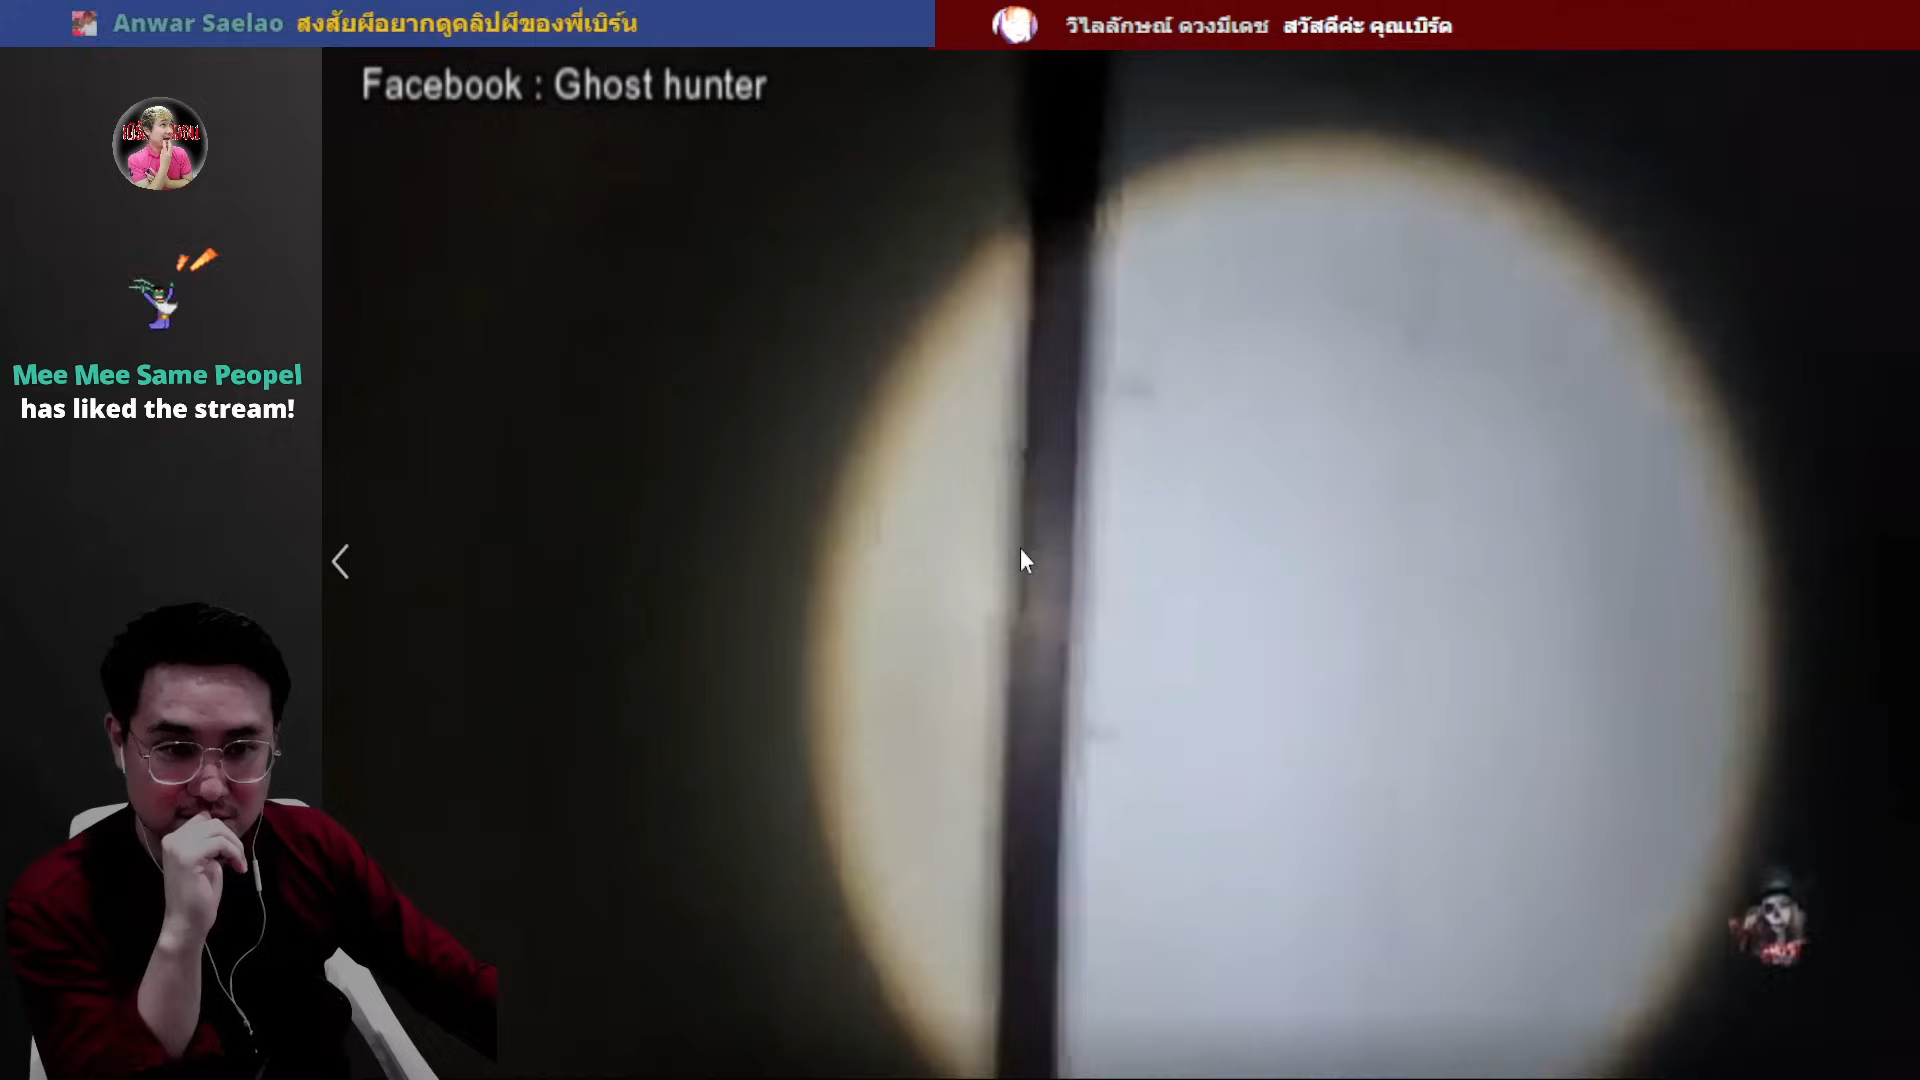 Anwar Saelao สงสัยผีอยากดูคลิปผีของพี่เบิร์น
วิไลลักษณ์ ดวงมีเดช สวัสดีค่ะ คุณเบิร์ด
Facebook : Ghost hunter
Mee Mee Same Peopel
has liked the stream!